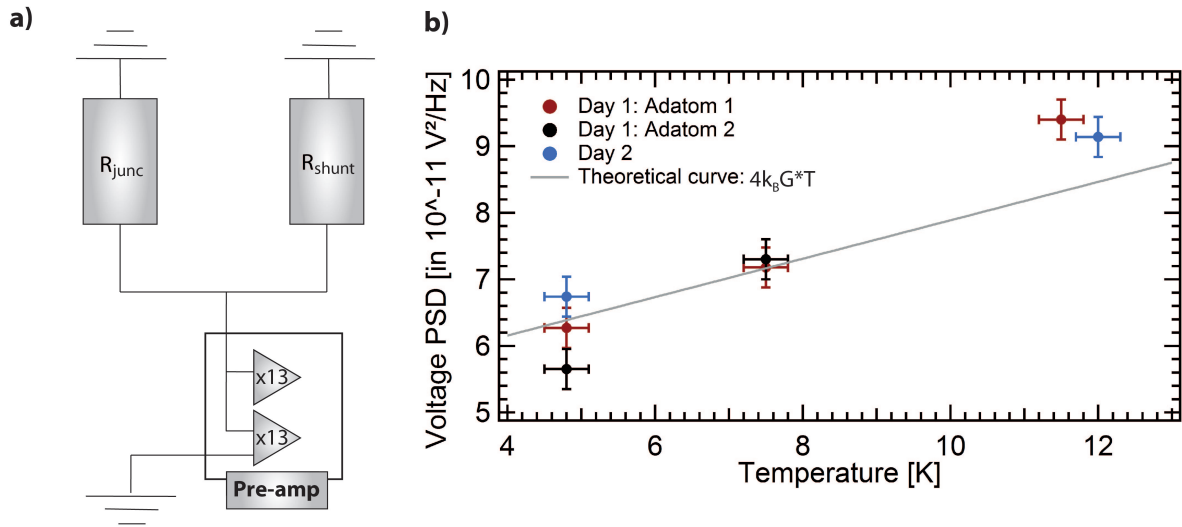 a)
R_junc
R_shunt
x13
x13
Pre-amp
b)
Voltage PSD [in 10^-11 V²/Hz]
10
9
8
7
6
5
Day 1: Adatom 1
Day 1: Adatom 2
Day 2
Theoretical curve: 4k_BG*T
4
6
8
10
12
Temperature [K]